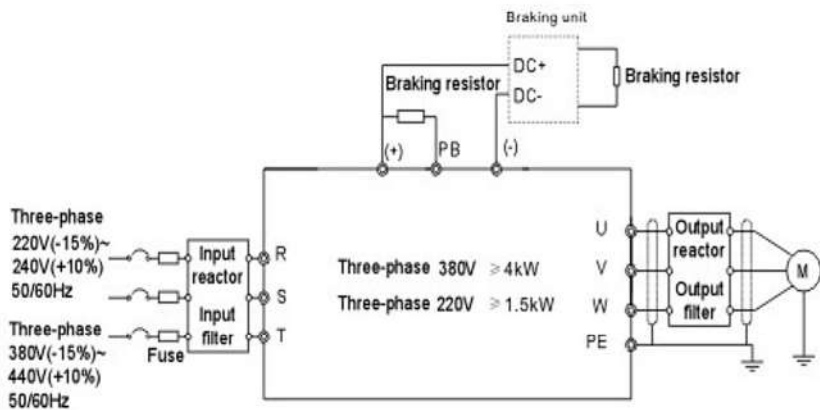 Braking unit
DC+
DC-
Braking resistor
Braking resistor
(+)
PB
(-)
Three-phase
220V(-15%)~
240V(+10%)
50/60Hz
Three-phase
380V(-15%)~
440V(+10%)
50/60Hz
Fuse
Input
reactor
Input
filter
R
S
T
Three-phase 380V ≥4kW
Three-phase 220V ≥1.5kW
U
V
W
PE
Output
reactor
Output
filter
M